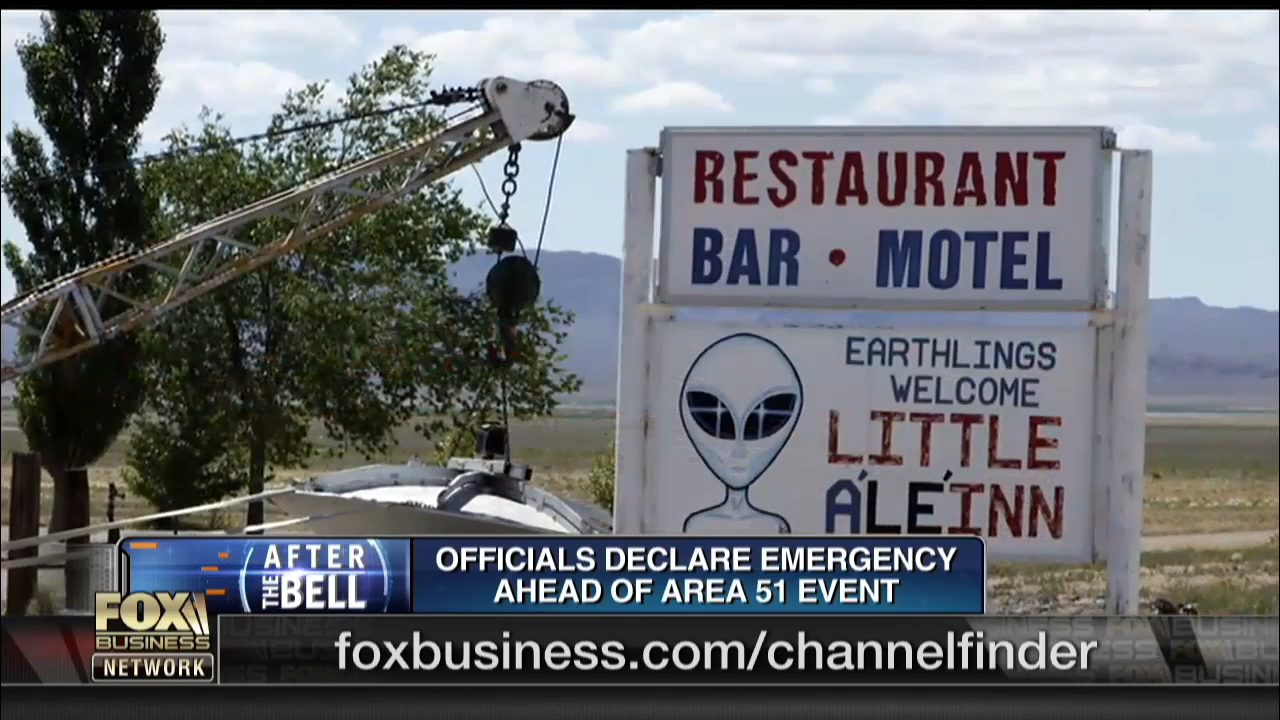 RESTAURANT
BAR • MOTEL
EARTHLINGS
WELCOME
LITTLE
A'LE'INN
AFTER
THE BELL
OFFICIALS DECLARE EMERGENCY
AHEAD OF AREA 51 EVENT
FOX
BUSINESS
NETWORK
foxbusiness.com/channelfinder